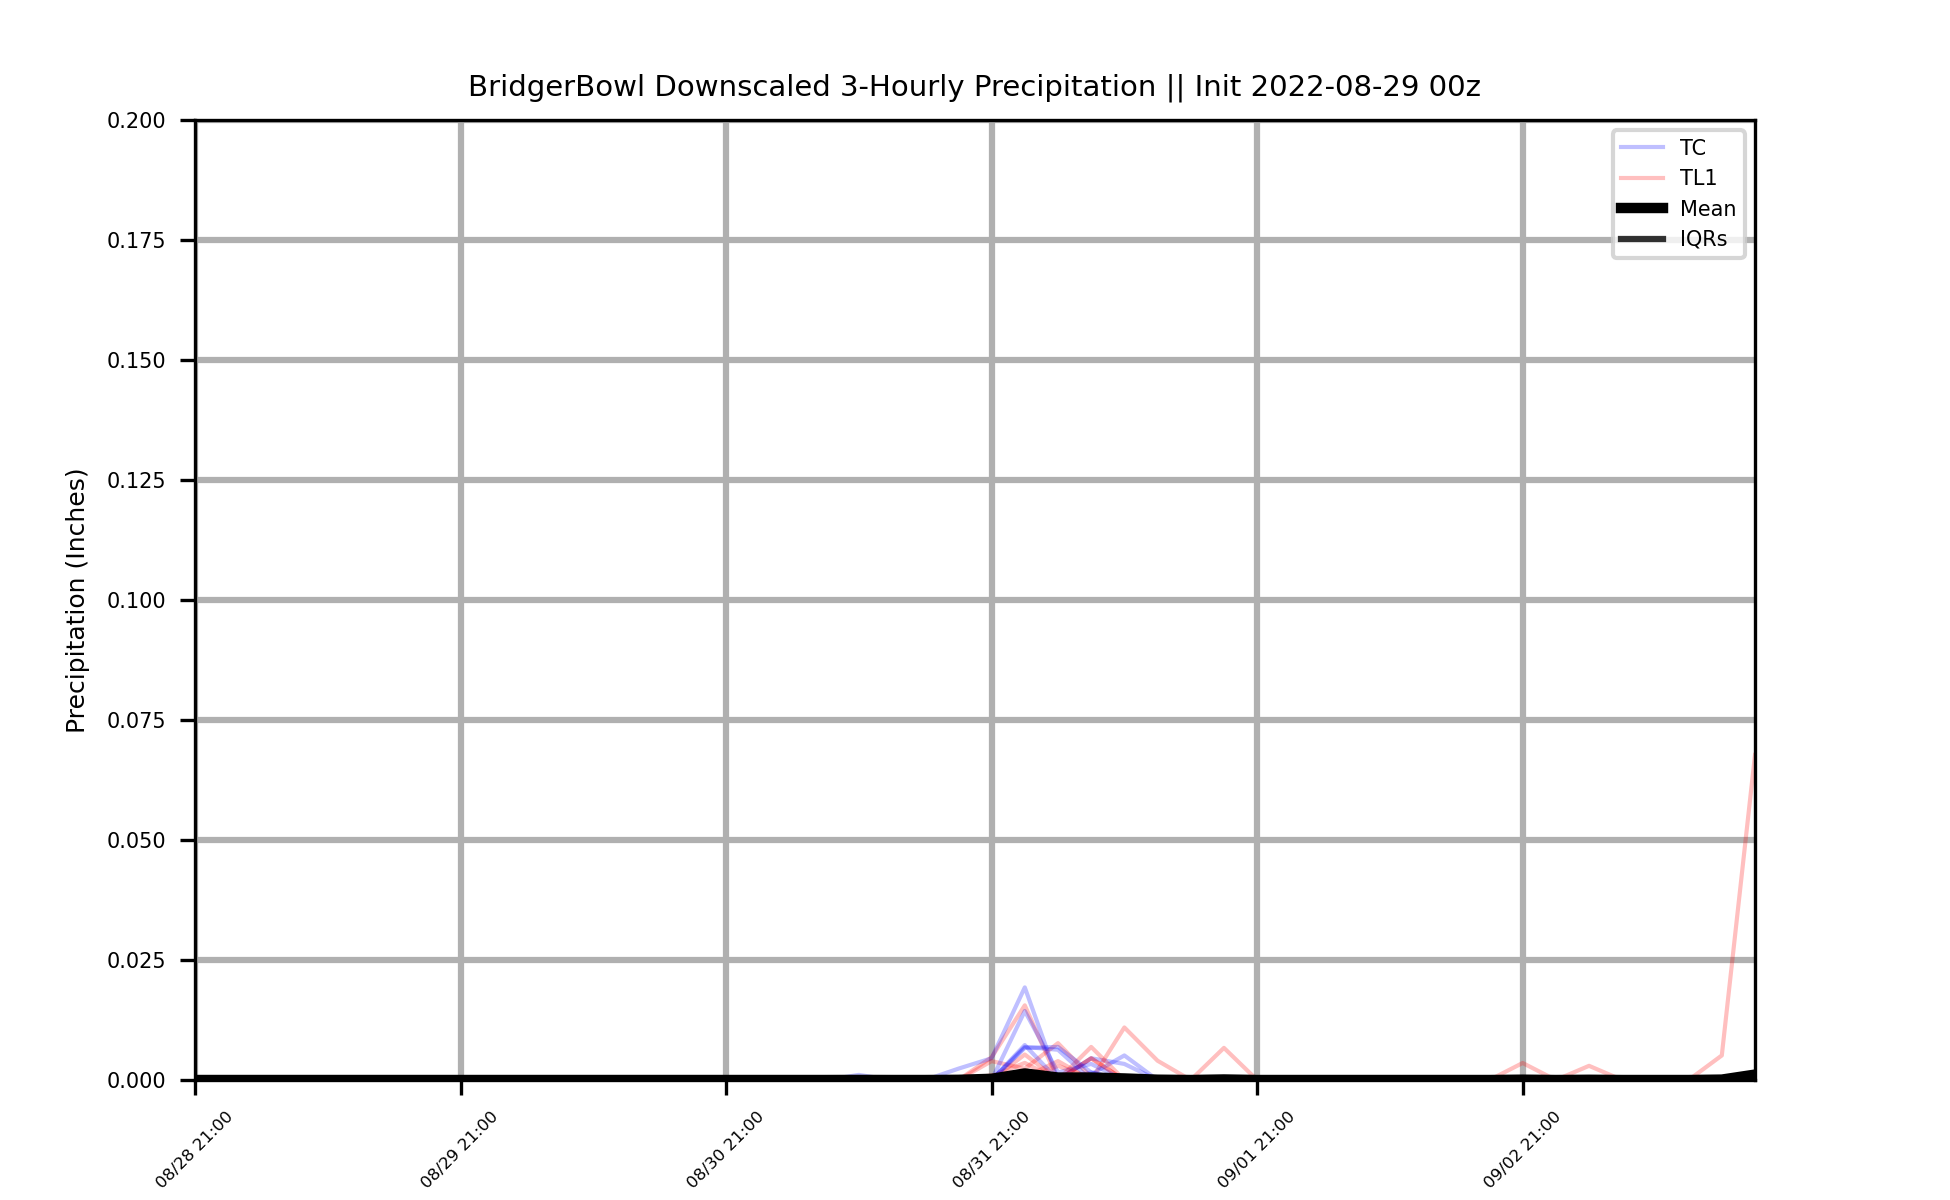 BridgerBowl Downscaled 3-Hourly Precipitation || Init 2022-08-29 00z
TC
TL1
Mean
IQRs
Precipitation (Inches)
0.200
0.175
0.150
0.125
0.100
0.075
0.050
0.025
0.000
08/28 21:00
08/29 21:00
08/30 21:00
08/31 21:00
09/01 21:00
09/02 21:00